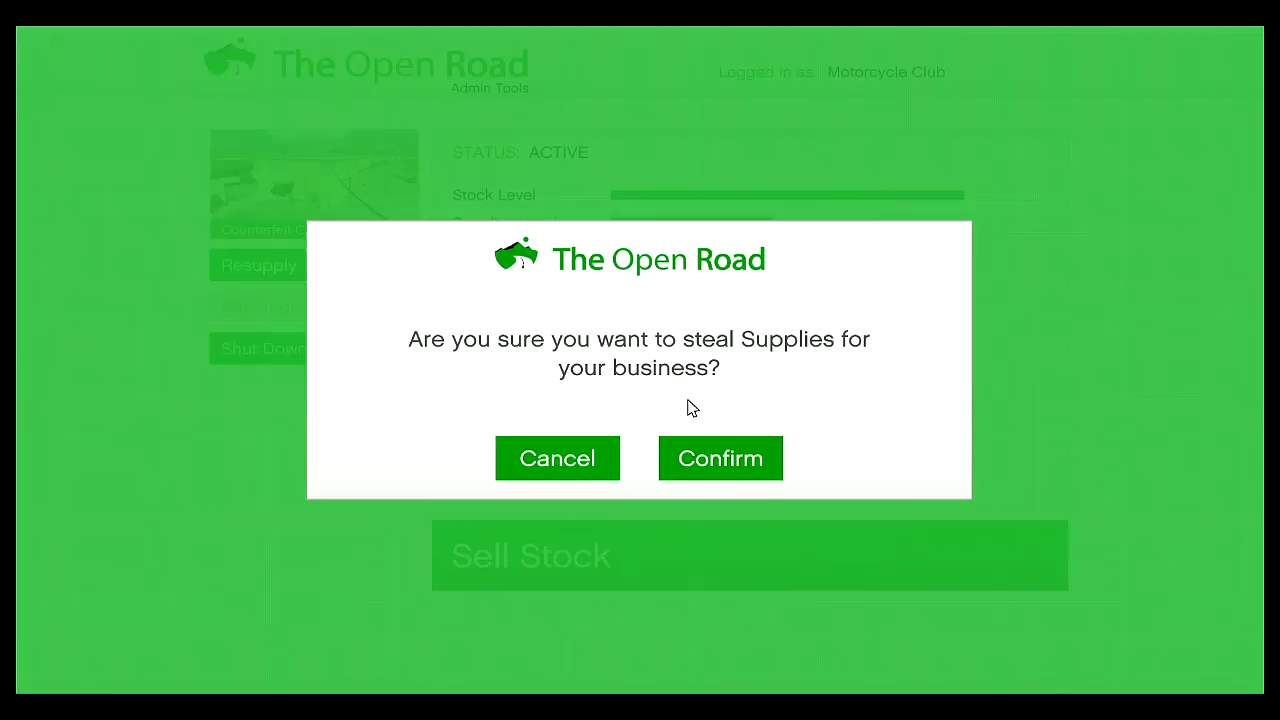 The Open Road
Admin Tools
Logged in as: Motorcycle Club
STATUS: ACTIVE
Stock Level
Counterfeit
Resupply
Shut Down
The Open Road
Are you sure you want to steal Supplies for
your business?
Cancel
Confirm
Sell Stock